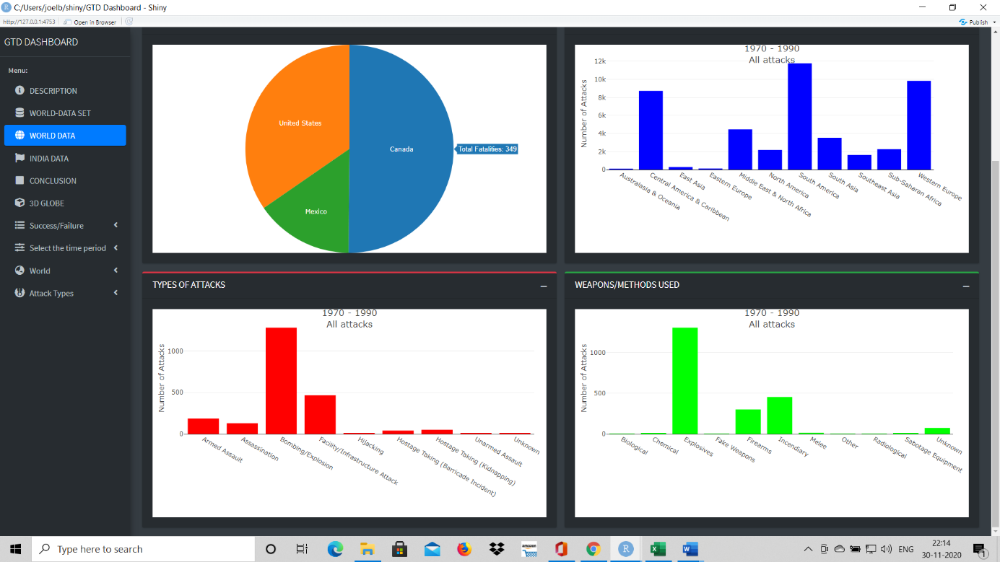 C:/Users/joelb/shiny/GTD Dashboard - Shiny
http://127.0.0.1:4753 Open in Browser Publish
GTD DASHBOARD
Menu:
DESCRIPTION
WORLD-DATA SET
WORLD DATA
INDIA DATA
CONCLUSION
3D GLOBE
Success/Failure
Select the time period
World
Attack Types
United States
Canada
Mexico
Total Fatalities: 349
1970 - 1990
All attacks
Number of Attacks
12k
10k
8k
6k
4k
2k
0
Australasia & Oceania
Central America & Caribbean
East Asia
Eastern Europe
Middle East & North Africa
North America
South America
South Asia
Southeast Asia
Sub-Saharan Africa
Western Europe
TYPES OF ATTACKS
1970 - 1990
All attacks
Number of Attacks
1000
500
0
Armed Assault
Assassination
Bombing/Explosion
Facility/Infrastructure Attack
Hijacking
Hostage Taking (Barricade Incident)
Hostage Taking (Kidnapping)
Unarmed Assault
Unknown
WEAPONS/METHODS USED
1970 - 1990
All attacks
Number of Attacks
1000
500
0
Biological
Chemical
Explosives
Fake Weapons
Firearms
Incendiary
Melee
Other
Radiological
Sabotage Equipment
Unknown
Type here to search
amazon
ENG
22:14
30-11-2020
1